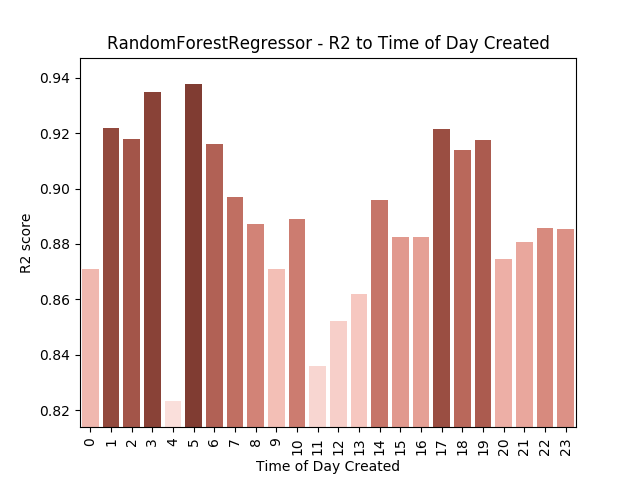 RandomForestRegressor - R2 to Time of Day Created
R2 score
0.94
0.92
0.90
0.88
0.86
0.84
0.82
0 1 2 3 4 5 6 7 8 9 10 11 12 13 14 15 16 17 18 19 20 21 22 23
Time of Day Created